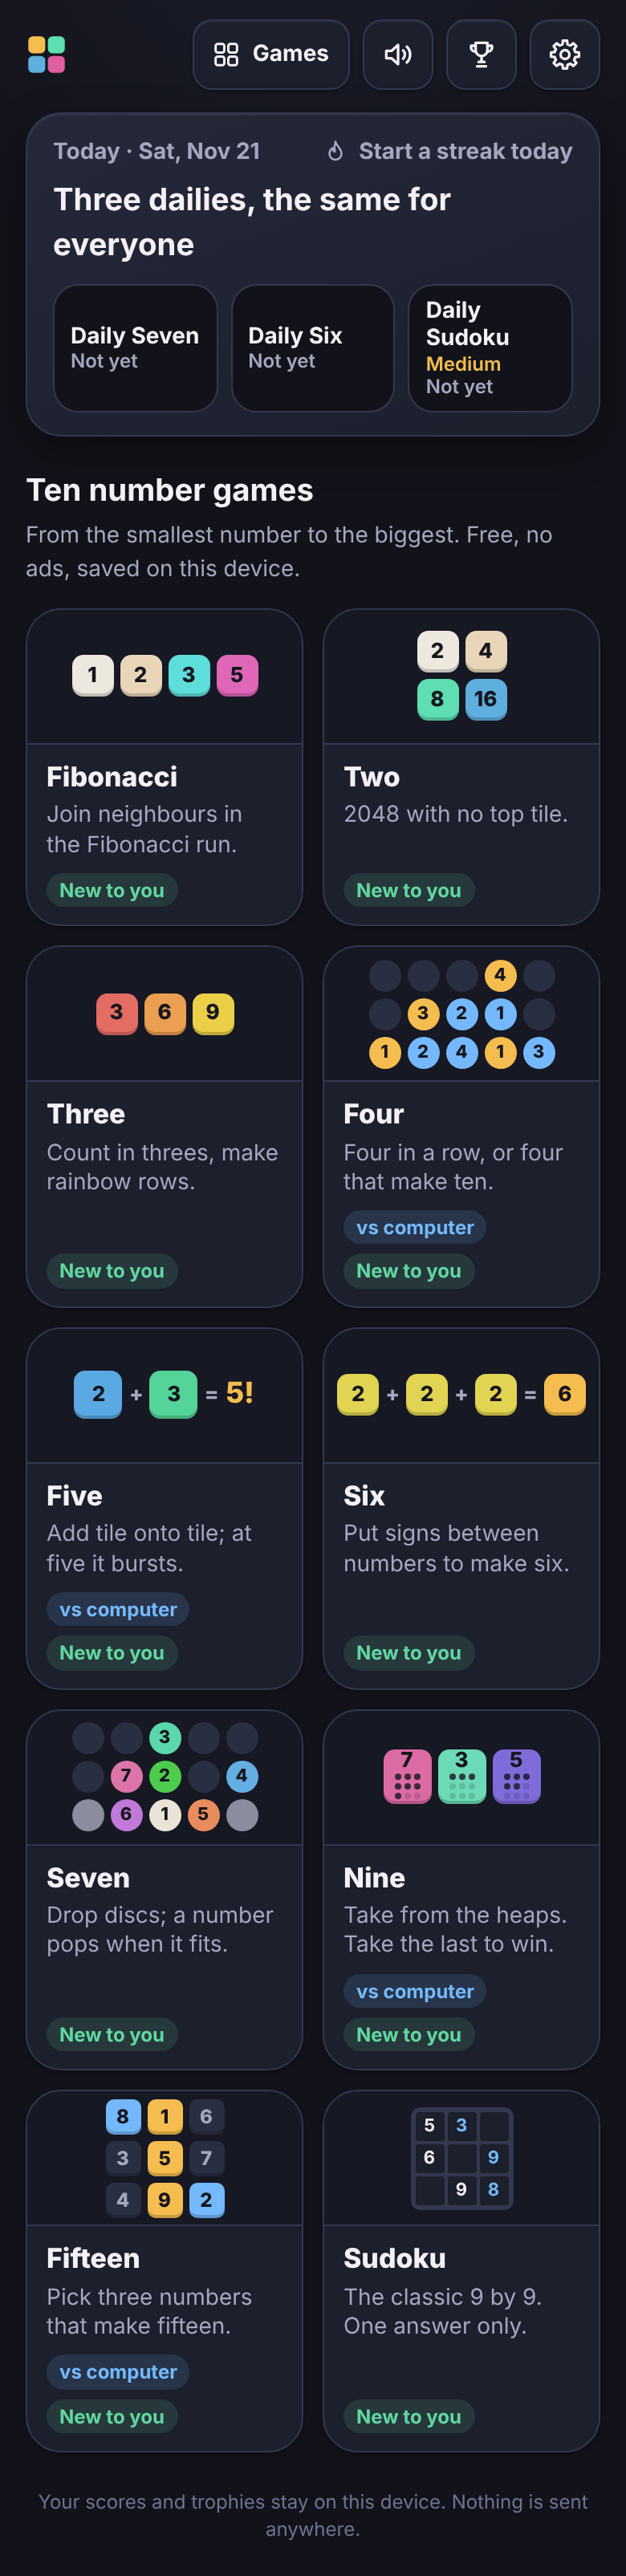 Games
Today · Sat, Nov 21
Start a streak today
Three dailies, the same for
everyone
Daily Seven
Not yet
Daily Six
Not yet
Daily
Sudoku
Medium
Not yet
Ten number games
From the smallest number to the biggest. Free, no
ads, saved on this device.
1 2 3 5
Fibonacci
Join neighbours in
the Fibonacci run.
New to you
2 4
8 16
Two
2048 with no top tile.
New to you
3 6 9
Three
Count in threes, make
rainbow rows.
New to you
4
3 2 1
1 2 4 1 3
Four
Four in a row, or four
that make ten.
vs computer
New to you
2 + 3 = 5!
Five
Add tile onto tile; at
five it bursts.
vs computer
New to you
2 + 2 + 2 = 6
Six
Put signs between
numbers to make six.
New to you
3
7 2 4
6 1 5
Seven
Drop discs; a number
pops when it fits.
New to you
7 3 5
Nine
Take from the heaps.
Take the last to win.
vs computer
New to you
8 1 6
3 5 7
4 9 2
Fifteen
Pick three numbers
that make fifteen.
vs computer
New to you
5 3
6 9
9 8
Sudoku
The classic 9 by 9.
One answer only.
New to you
Your scores and trophies stay on this device. Nothing is sent
anywhere.